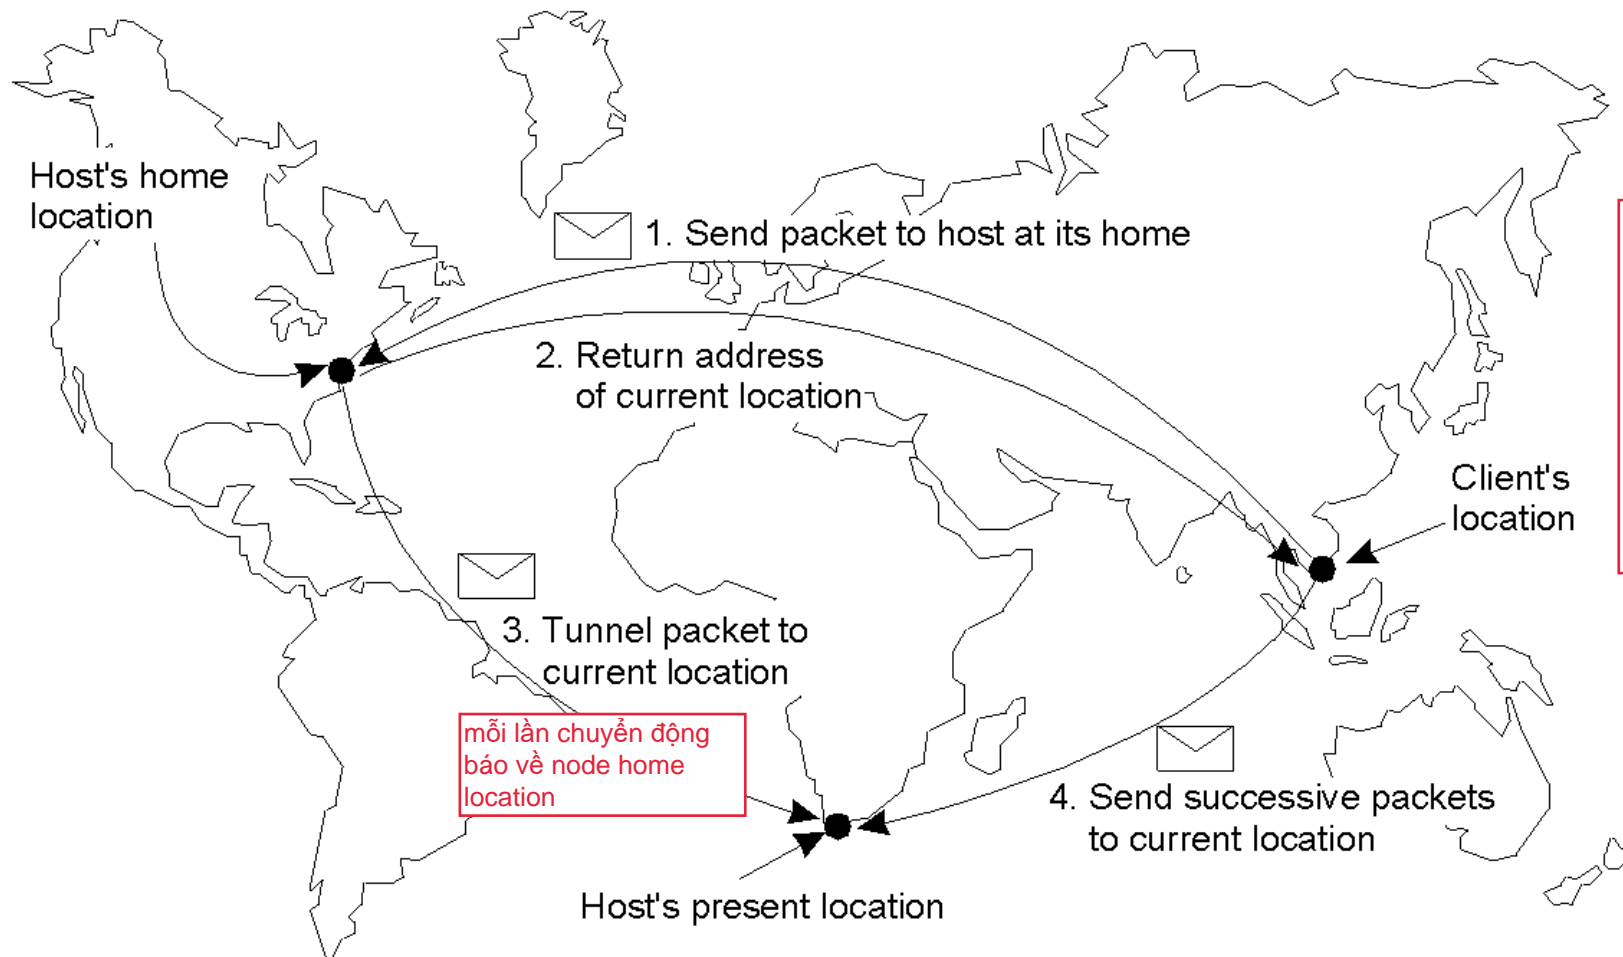 Host's home
location
1. Send packet to host at its home
2. Return address
of current location
Client's
location
3. Tunnel packet to
current location
mỗi lần chuyển động
báo về node home
location
4. Send successive packets
to current location
Host's present location